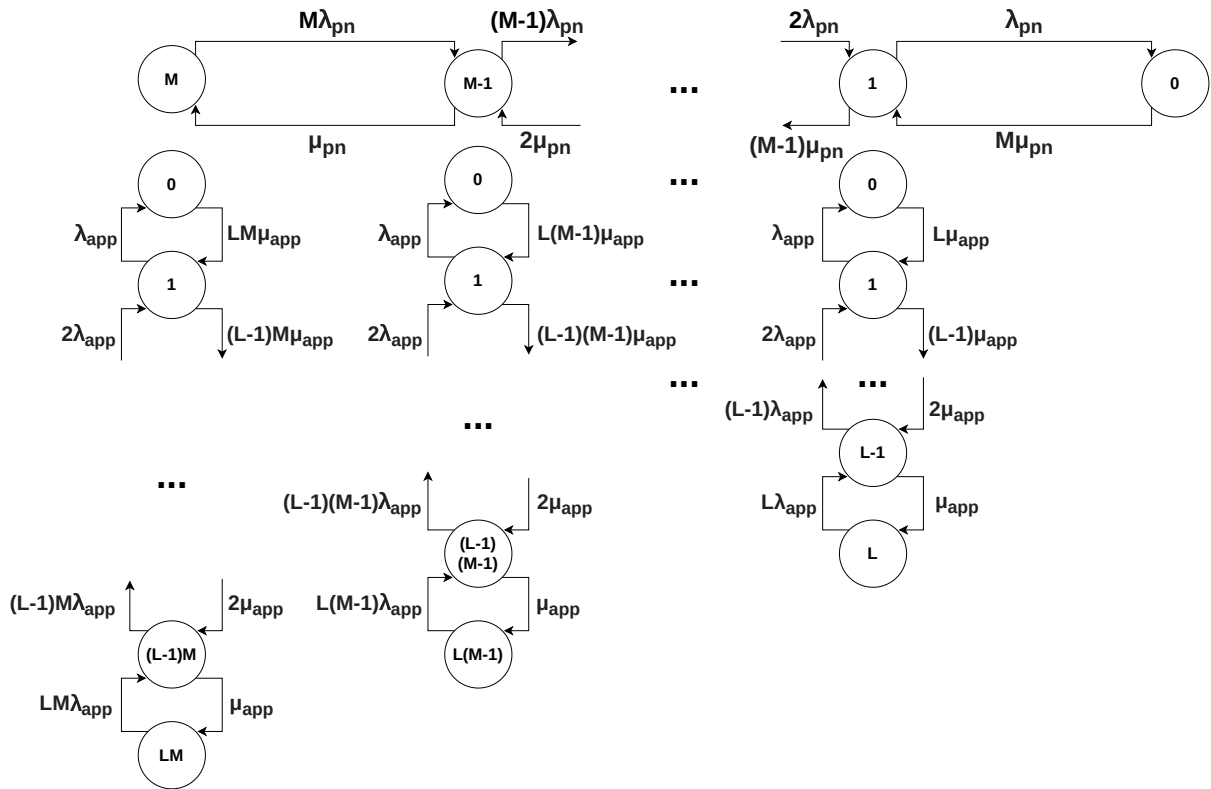 Mλpn
(M-1)λpn
2λpn
λpn
M
M-1
...
1
0
μpn
2μpn
(M-1)μpn
Mμpn
0
0
...
0
λapp
LMμapp
λapp
L(M-1)μapp
λapp
Lμapp
1
1
...
1
2λapp
(L-1)Mμapp
2λapp
(L-1)(M-1)μapp
2λapp
(L-1)μapp
...
...
(L-1)λapp
2μapp
...
L-1
...
(L-1)(M-1)λapp
2μapp
Lλapp
μapp
(L-1)
(M-1)
L
(L-1)Mλapp
2μapp
L(M-1)λapp
μapp
(L-1)M
L(M-1)
LMλapp
μapp
LM